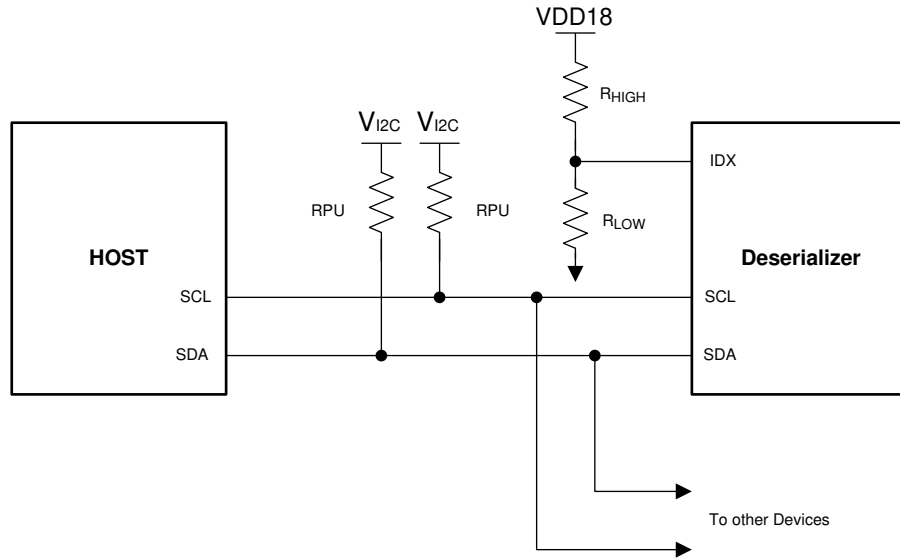 VDD18
RHIGH
VI2C VI2C
IDX
RPU RPU
RLOW
HOST Deserializer
SCL SCL
SDA SDA
To other Devices